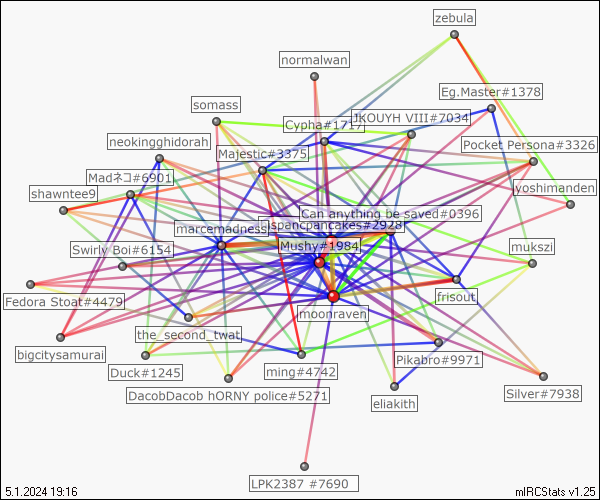 zebula
normalwan
Eg.Master#1378
somass
JKOUYH VIII#7034
Cypha#1717
neokingghidorah
Pocket Persona#3326
Majestic#3375
Madネコ#6901
yoshimanden
shawntee9
Can anything be saved#0396
spencpancakes#2928
marcemadness
Mushy#1984
Swirly Boi#6154
mukszi
Fedora Stoat#4479
frisout
moonraven
the_second_twat
bigcitysamurai
Pikabro#9971
Duck#1245
ming#4742
Silver#7938
DacobDacob hORNY police#5271
eliakith
LPK2387 #7690
5.1.2024 19:16
mIRCStats v1.25